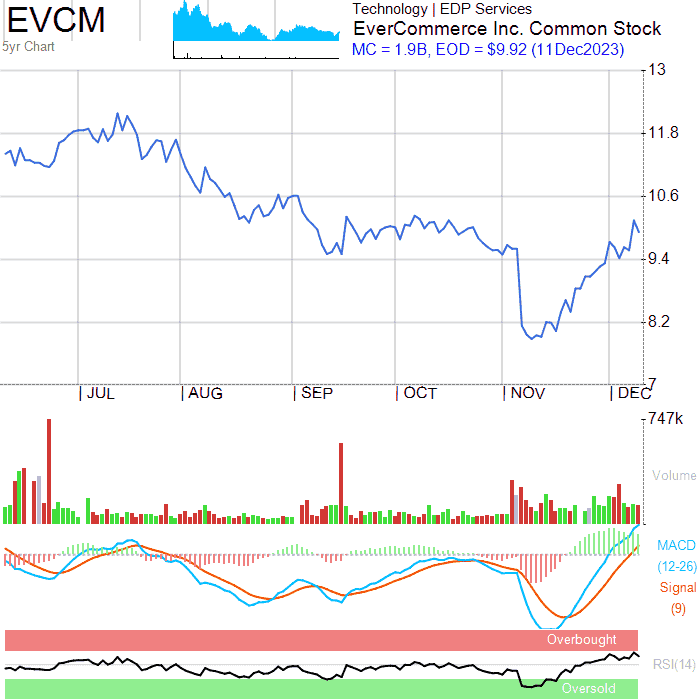 EVCM
5yr Chart
Technology | EDP Services
EverCommerce Inc. Common Stock
MC = 1.9B, EOD = $9.92 (11Dec2023)
13
11.8
10.6
9.4
8.2
7
| JUL
| AUG
| SEP
| OCT
| NOV
| DEC
747k
Volume
MACD
(12-26)
Signal
(9)
Overbought
RSI(14)
Oversold